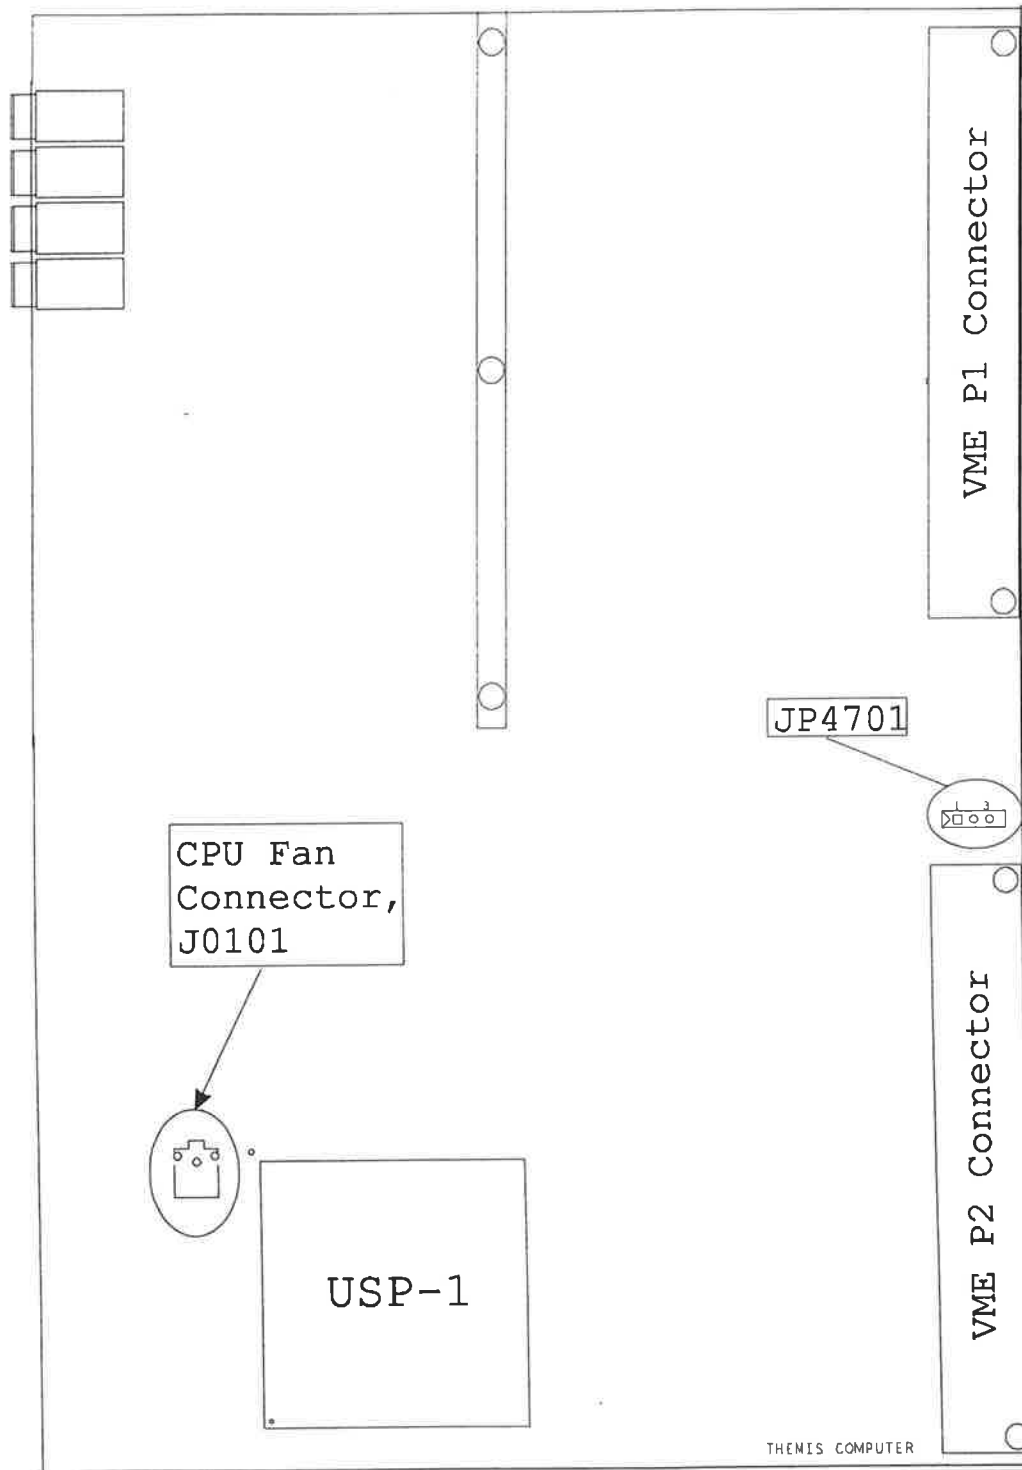 VME P1 Connector
JP4701
1 3
CPU Fan
Connector,
J0101
VME P2 Connector
USP-1
THEMIS COMPUTER